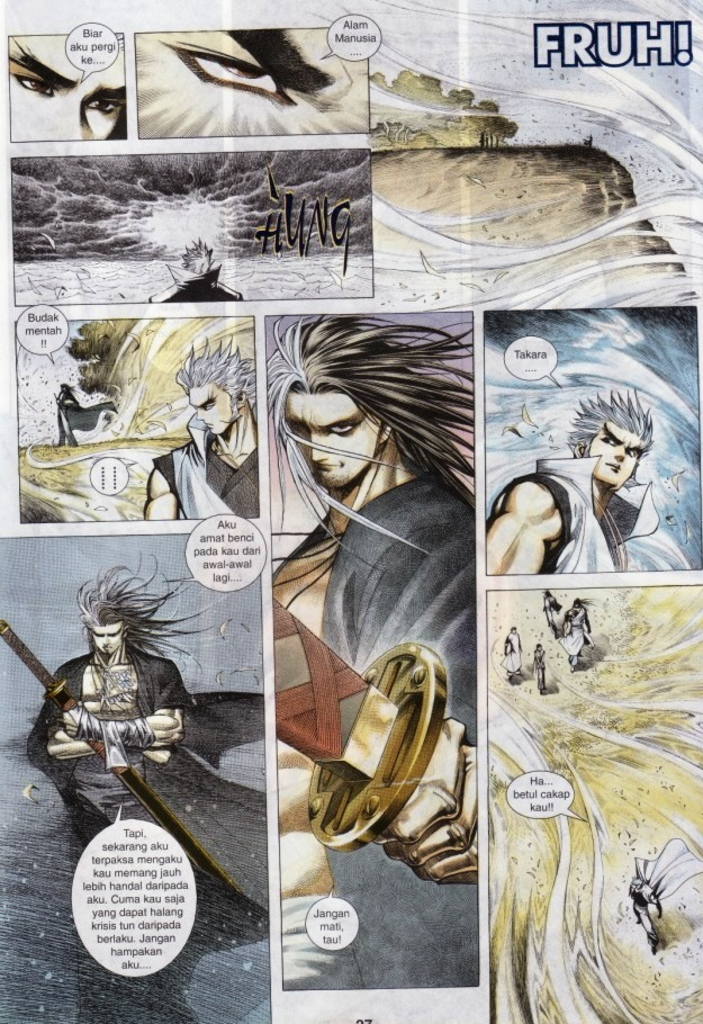 Biar
aku pergi
ke....
Alam
Manusia
....
FRUH!
HUNG
Budak
mentah
!!
Takara
....
Aku
amat benci
pada kau dari
awal-awal
lagi....
Tapi,
sekarang aku
terpaksa mengaku
kau memang jauh
lebih handal daripada
aku. Cuma kau saja
yang dapat halang
krisis tun daripada
berlaku. Jangan
hampakan
aku....
Jangan
mati,
tau!
Ha...
betul cakap
kau!!
27